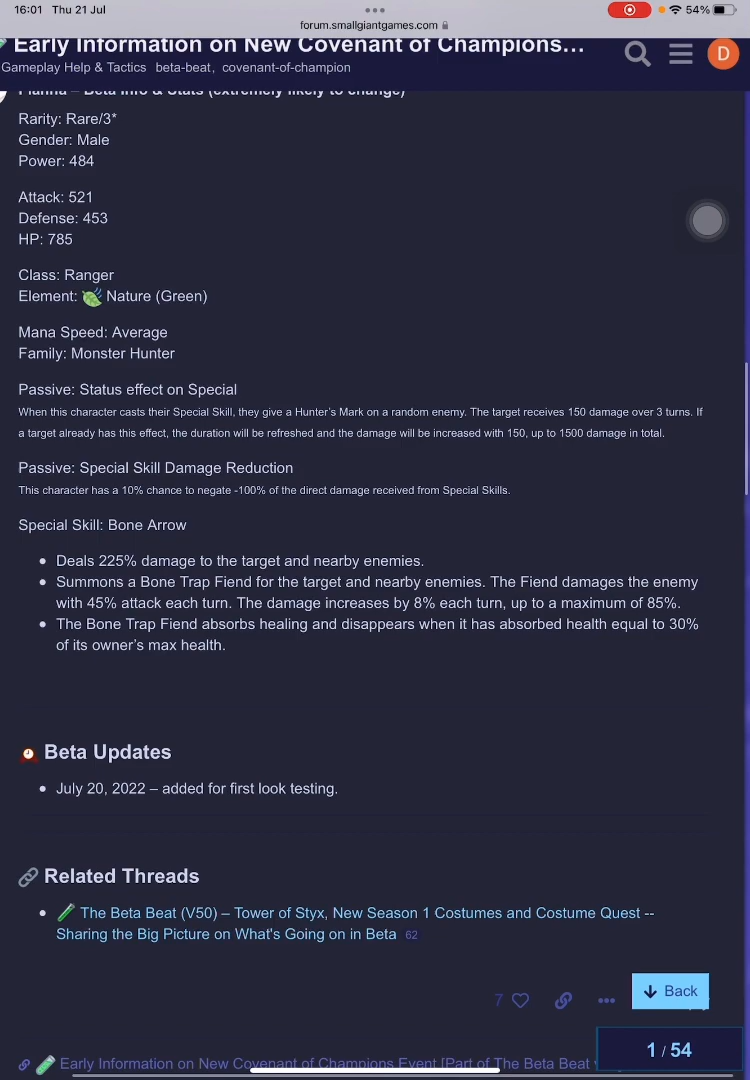 16:01 Thu 21 Jul
54%
forum.smallgiantgames.com
Early Information on New Covenant of Champions...
Gameplay Help & Tactics beta-beat, covenant-of-champion
D
– Beta Info & Stats (extremely likely to change)
Rarity: Rare/3*
Gender: Male
Power: 484
Attack: 521
Defense: 453
HP: 785
Class: Ranger
Element: Nature (Green)
Mana Speed: Average
Family: Monster Hunter
Passive: Status effect on Special
When this character casts their Special Skill, they give a Hunter's Mark on a random enemy. The target receives 150 damage over 3 turns. If
a target already has this effect, the duration will be refreshed and the damage will be increased with 150, up to 1500 damage in total.
Passive: Special Skill Damage Reduction
This character has a 10% chance to negate -100% of the direct damage received from Special Skills.
Special Skill: Bone Arrow
• Deals 225% damage to the target and nearby enemies.
• Summons a Bone Trap Fiend for the target and nearby enemies. The Fiend damages the enemy
with 45% attack each turn. The damage increases by 8% each turn, up to a maximum of 85%.
• The Bone Trap Fiend absorbs healing and disappears when it has absorbed health equal to 30%
of its owner's max health.
Beta Updates
• July 20, 2022 – added for first look testing.
Related Threads
• The Beta Beat (V50) – Tower of Styx, New Season 1 Costumes and Costume Quest --
Sharing the Big Picture on What's Going on in Beta 62
7
Back
1 / 54
Early Information on New Covenant of Champions Event [Part of The Beta Beat